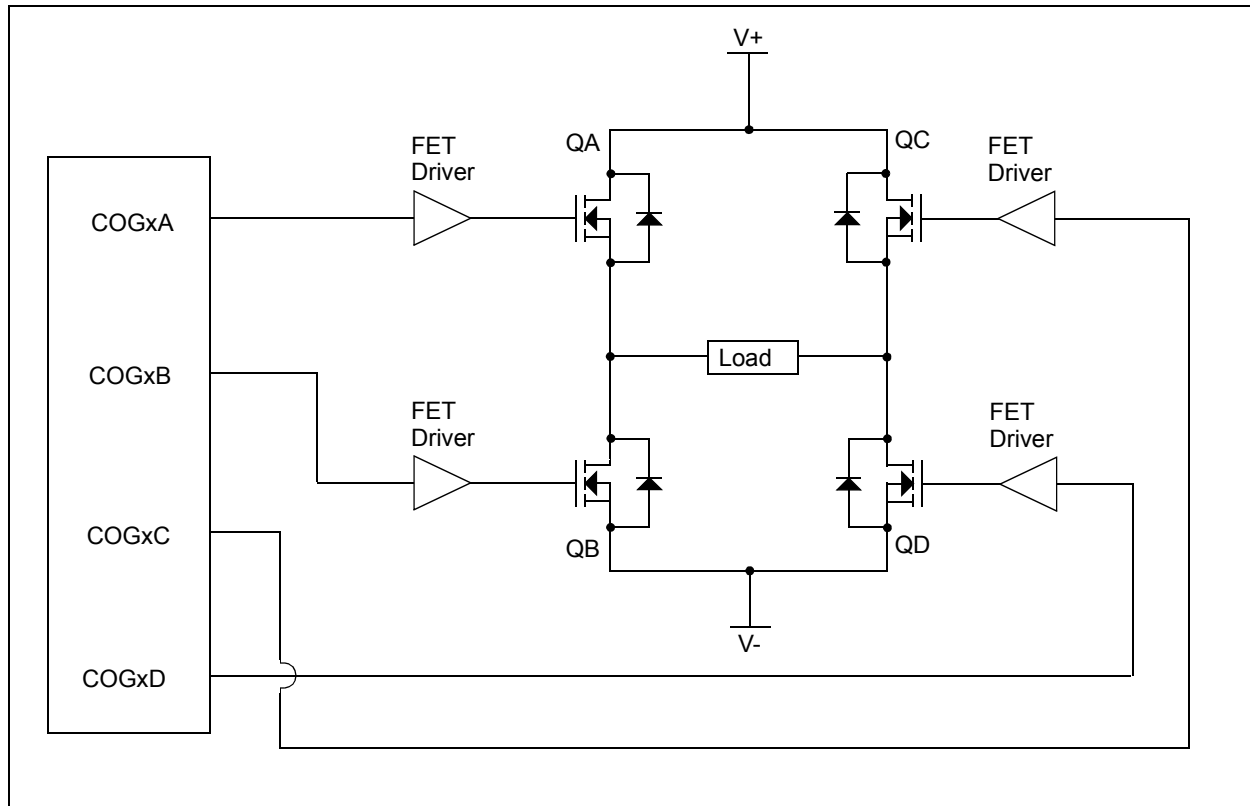 V+
FET
Driver
QA
QC
FET
Driver
COGxA
Load
COGxB
FET
Driver
FET
Driver
COGxC
QB
QD
V-
COGxD